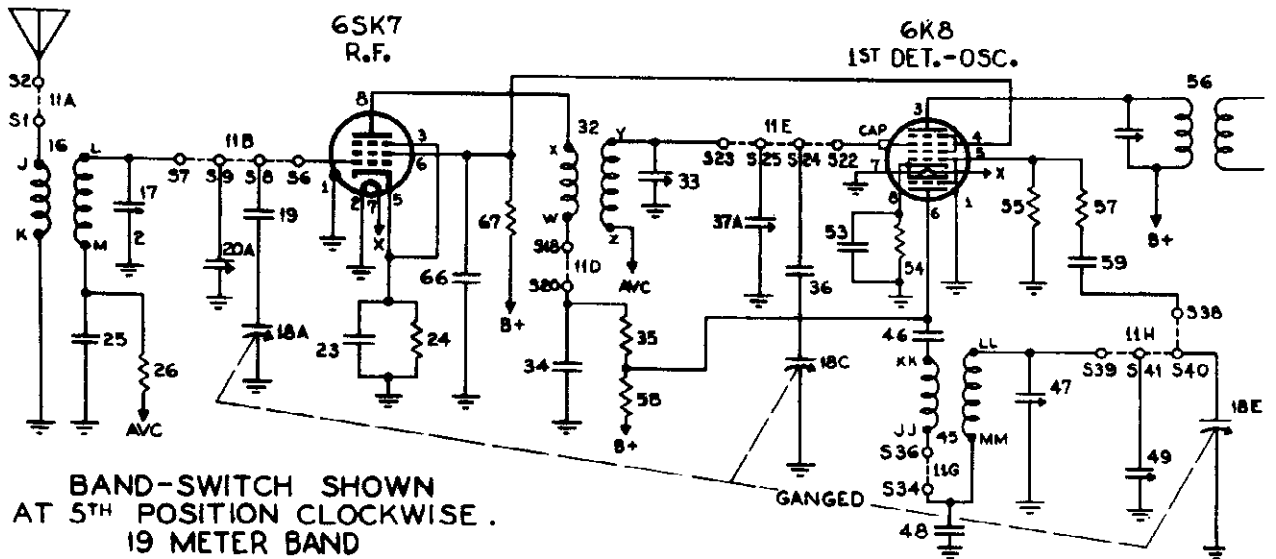 6SK7
R.F.
6K8
1ST DET.-OSC.
S2
11A
S1
16
J
K
L
M
17
2
25
26
AVC
S7
11B
S9
S8
S6
20A
19
18A
8
3
6
1
2
7
5
X
23
24
66
67
B+
32
X
W
Y
Z
S18
11D
S20
AVC
33
34
35
58
B+
S23
11E
S25
S24
S22
37A
36
18C
CAP
3
4
5
7
8
6
1
X
53
54
55
57
59
56
B+
46
KK
JJ
45
LL
MM
S36
11G
S34
48
47
S39
11H
S41
S40
S38
49
18E
GANGED
BAND-SWITCH SHOWN
AT 5TH POSITION CLOCKWISE.
19 METER BAND